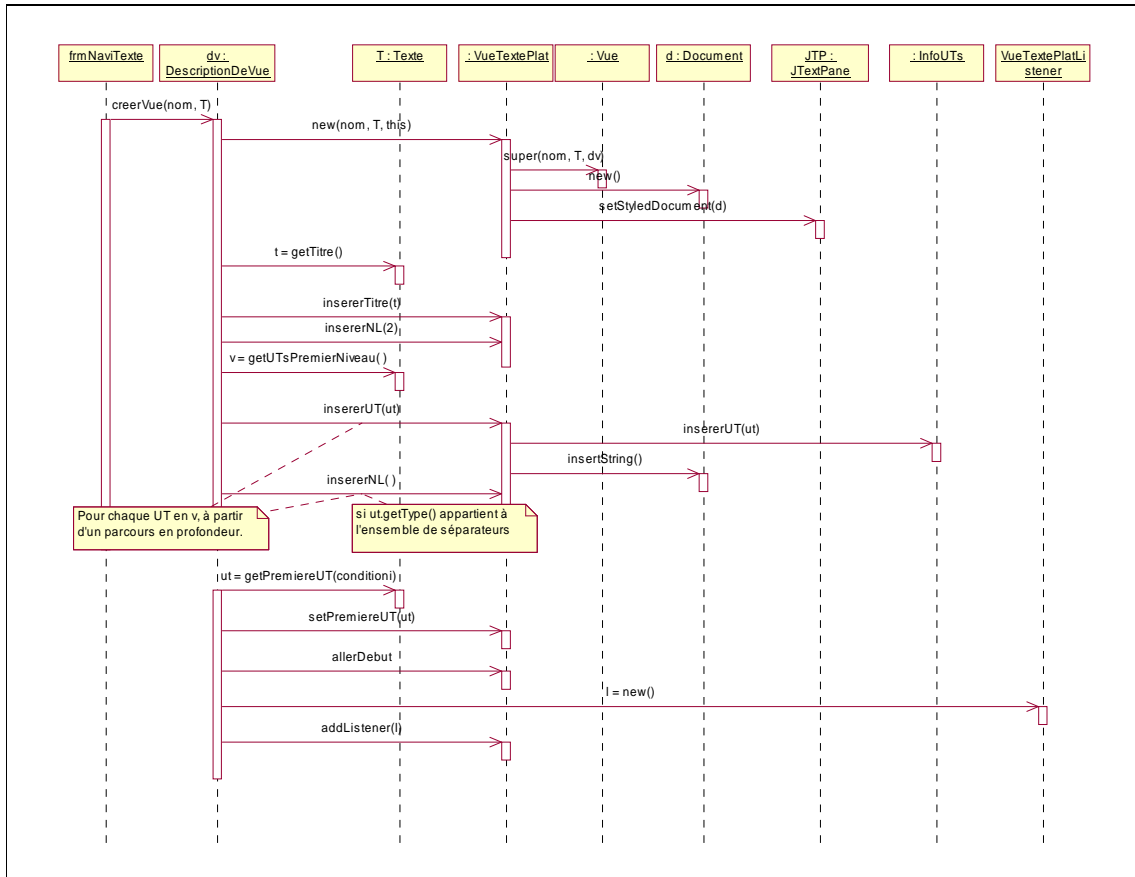 frmNaviTexte
dv :
DescriptionDeVue
T : Texte
: VueTextePlat
: Vue
d : Document
JTP :
JTextPane
: InfoUTs
VueTextePlatLi
stener
creerVue(nom, T)
new(nom, T, this)
super(nom, T, dv)
new()
setStyledDocument(d)
t = getTitre()
insererTitre(t)
insererNL(2)
v = getUTsPremierNiveau( )
insererUT(ut)
insererUT(ut)
insertString()
insererNL( )
Pour chaque UT en v, à partir
d'un parcours en profondeur.
si ut.getType() appartient à
l'ensemble de séparateurs
ut = getPremiereUT(conditioni)
setPremiereUT(ut)
allerDebut
l = new()
addListener(l)